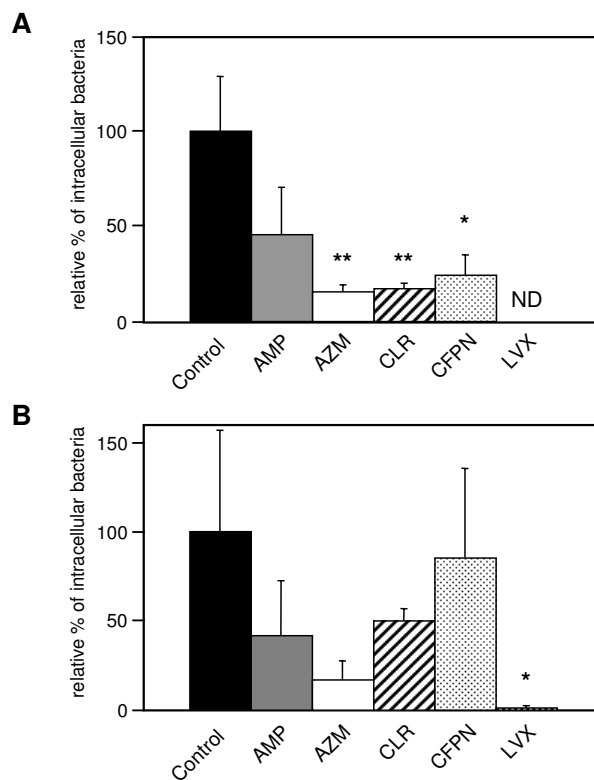 A
relative % of intracellular bacteria
150
100
50
0
**
**
*
ND
Control
AMP
AZM
CLR
CFPN
LVX
B
relative % of intracellular bacteria
150
100
50
0
*
Control
AMP
AZM
CLR
CFPN
LVX